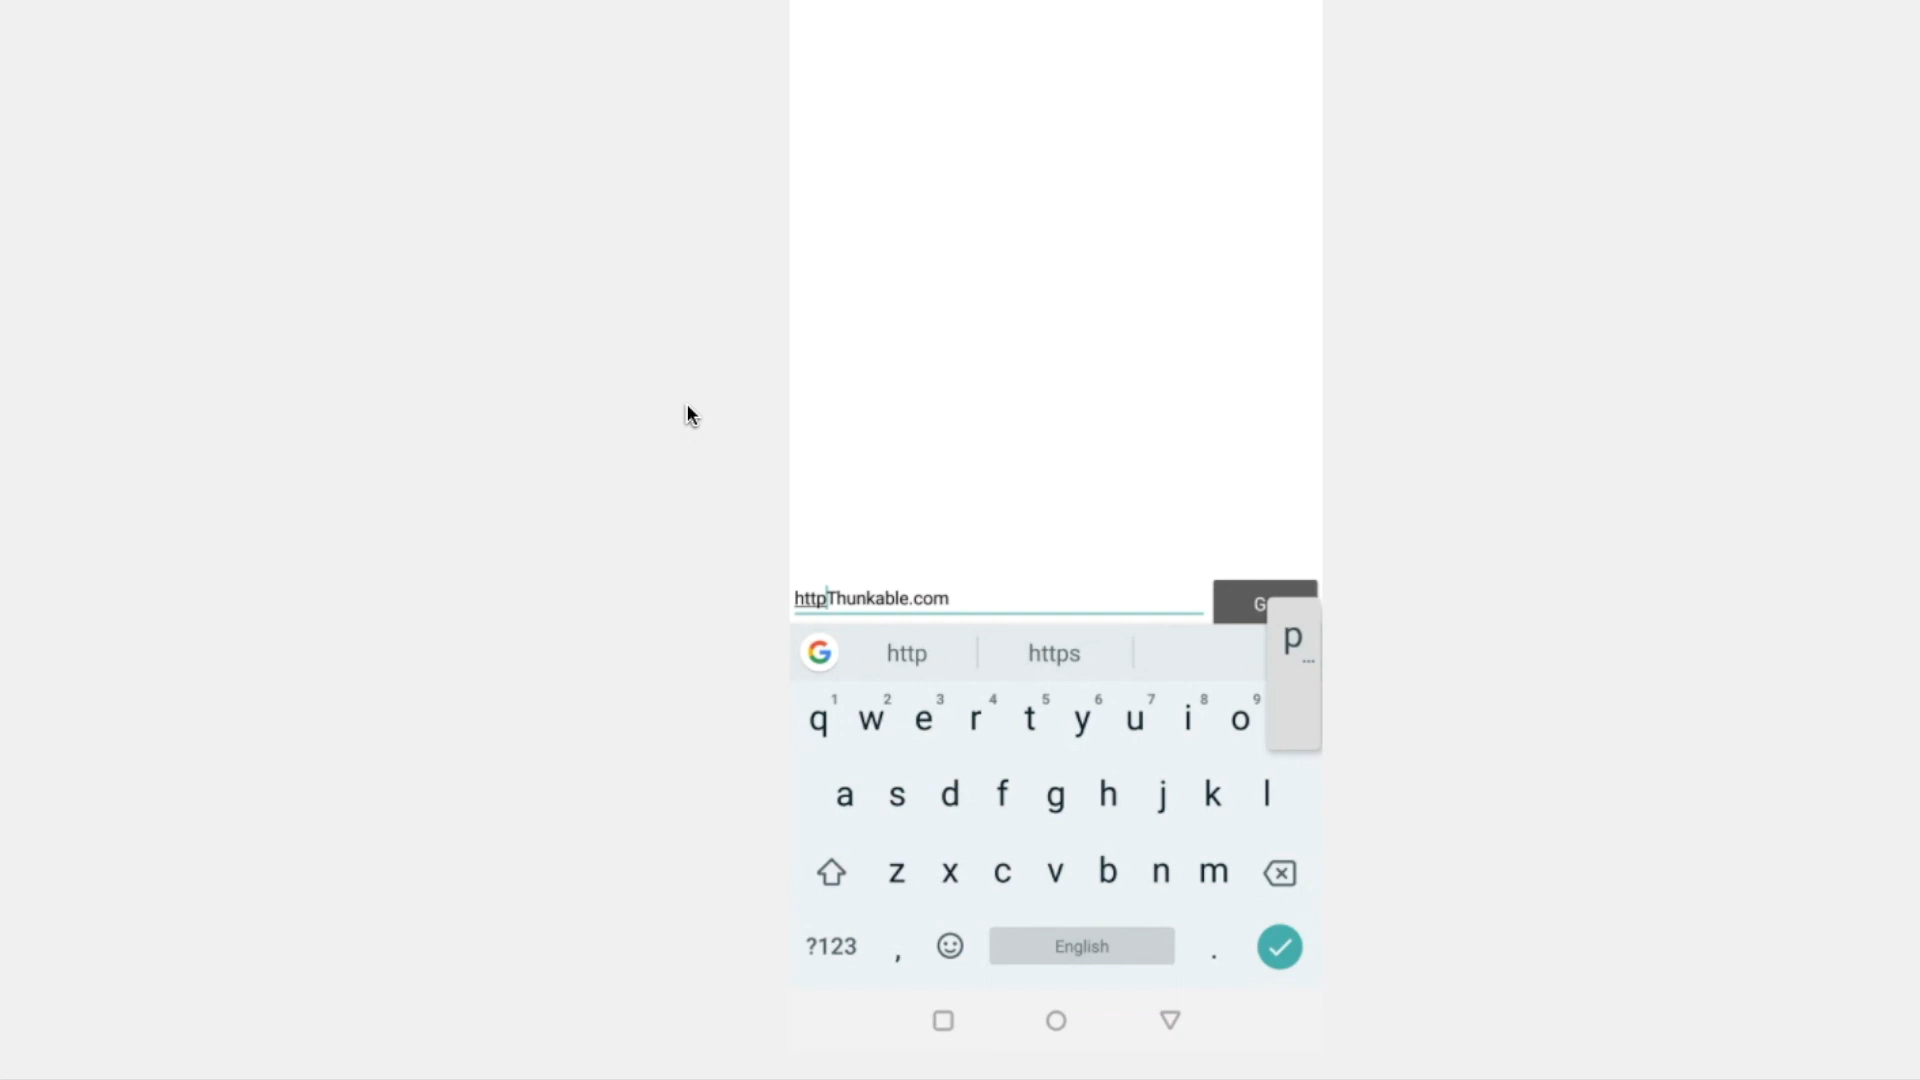 httpThunkable.com
G
p
...
http https
q 1 w 2 e 3 r 4 t 5 y 6 u 7 i 8 o 9
a s d f g h j k l
z x c v b n m
?123 , English .